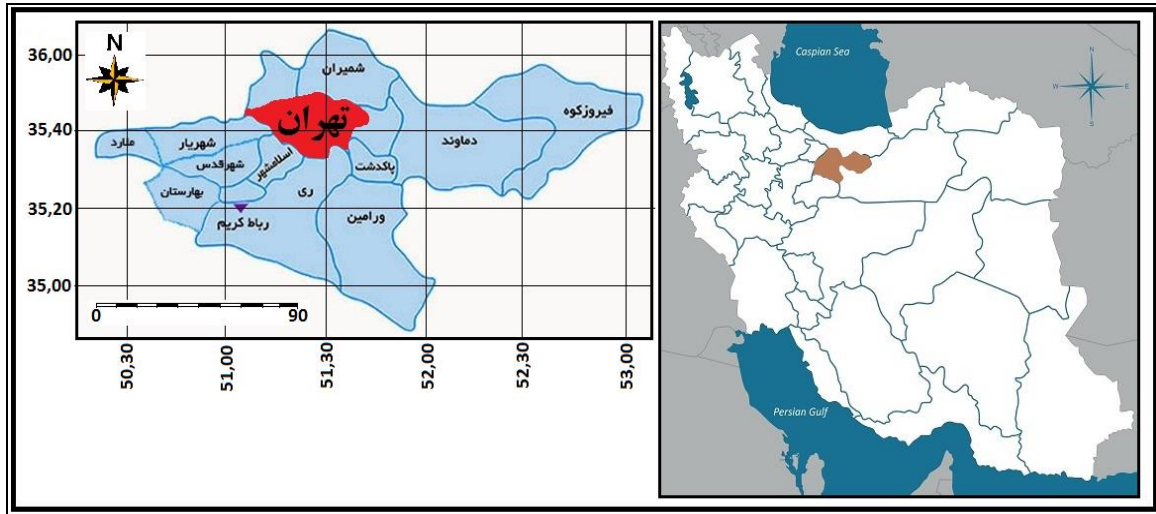 N
36,00
35,40
35,20
35,00
شمیران
تهران
فیروزکوه
دماوند
ملارد
شهریار
شهرقدس
اسلامشهر
پاکدشت
بهارستان
ری
ورامین
رباط کریم
0 90
50,30 51,00 51,30 52,00 52,30 53,00
Caspian Sea
N
W E
S
Persian Gulf